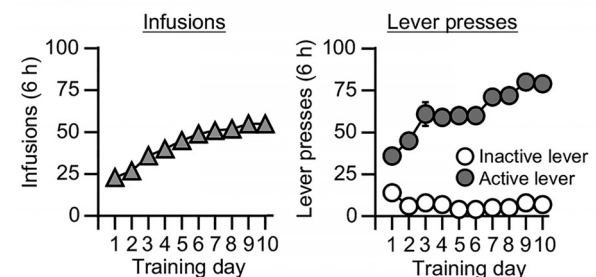 Infusions
Infusions (6 h)
100
75
50
25
0
1 2 3 4 5 6 7 8 9 10
Training day
Lever presses
Lever presses (6 h)
100
75
50
25
0
Inactive lever
Active lever
1 2 3 4 5 6 7 8 9 10
Training day